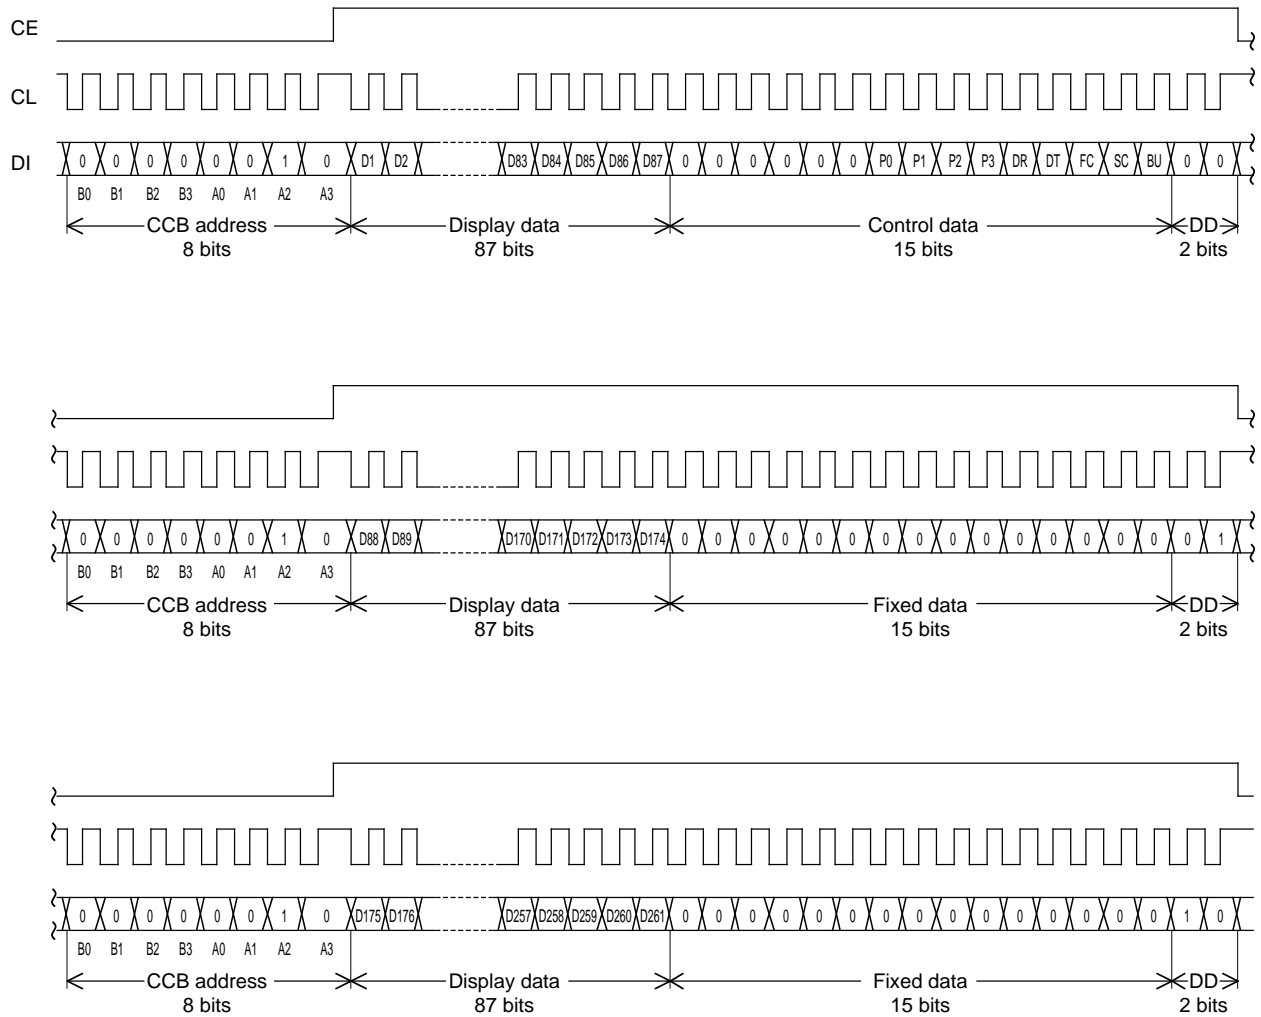 CE
CL
DI 0 0 0 0 0 0 1 0 D1 D2 D83 D84 D85 D86 D87 0 0 0 0 0 0 P0 P1 P2 P3 DR DT FC SC BU 0 0
B0 B1 B2 B3 A0 A1 A2 A3
CCB address Display data Control data DD
8 bits 87 bits 15 bits 2 bits
0 0 0 0 0 0 1 0 D88 D89 D170 D171 D172 D173 D174 0 0 0 0 0 0 0 0 0 0 0 0 0 0 0 0 1
B0 B1 B2 B3 A0 A1 A2 A3
CCB address Display data Fixed data DD
8 bits 87 bits 15 bits 2 bits
0 0 0 0 0 0 1 0 D175 D176 D257 D258 D259 D260 D261 0 0 0 0 0 0 0 0 0 0 0 0 0 0 0 1 0
B0 B1 B2 B3 A0 A1 A2 A3
CCB address Display data Fixed data DD
8 bits 87 bits 15 bits 2 bits